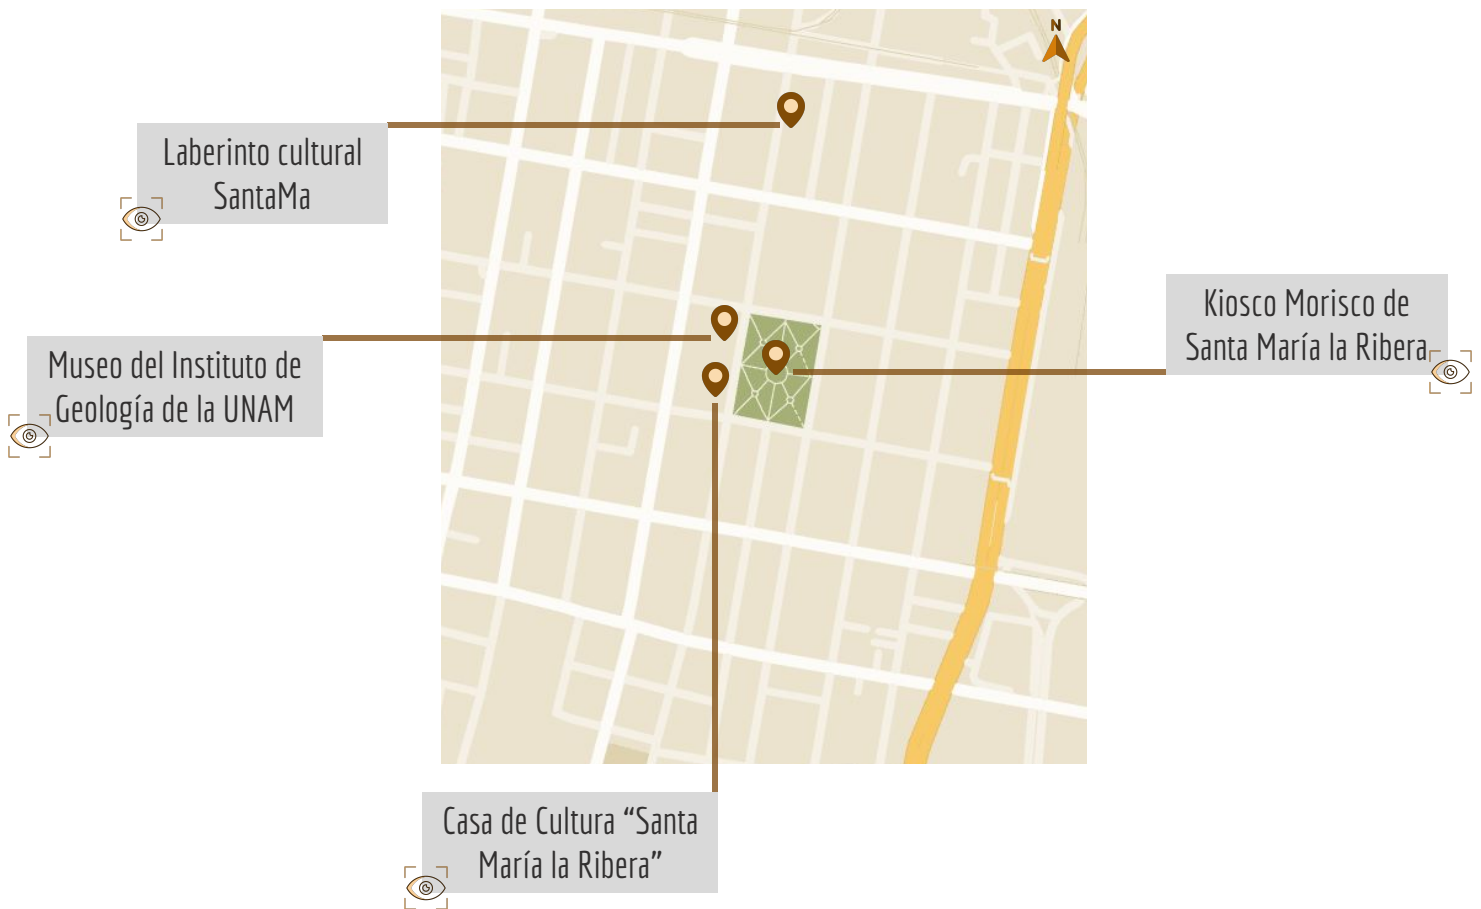 N
Laberinto cultural
SantaMa
Kiosco Morisco de
Santa María la Ribera
Museo del Instituto de
Geología de la UNAM
Casa de Cultura “Santa
María la Ribera”